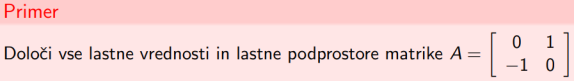 Primer
Določi vse lastne vrednosti in lastne podprostore matrike A = [ 0 1
−1 0 ]